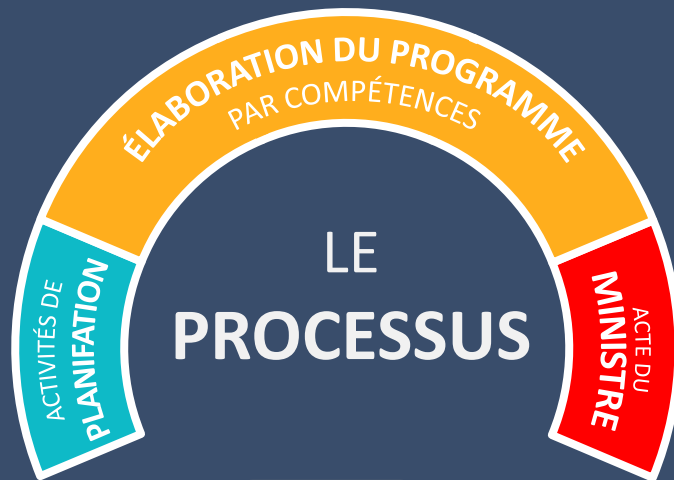 ÉLABORATION DU PROGRAMME
PAR COMPÉTENCES
LE
PROCESSUS
ACTIVITÉS DE
PLANIFATION
ACTE DU
MINISTRE